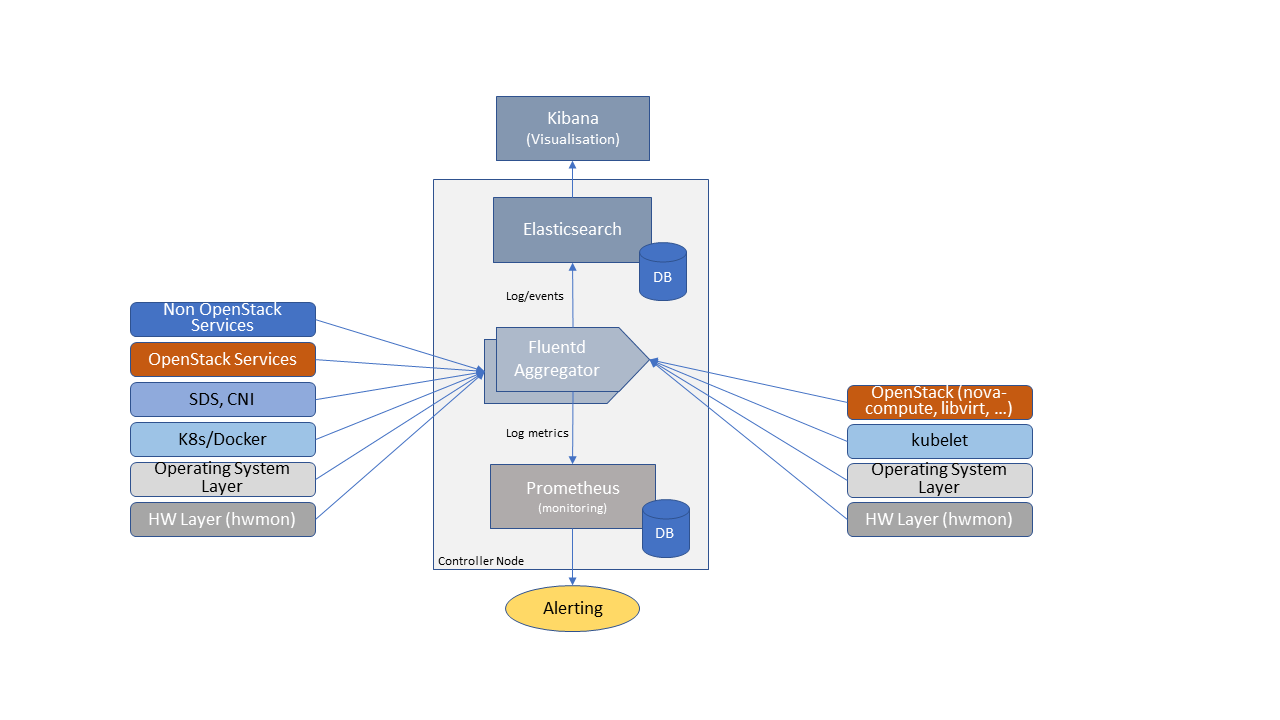 Kibana
(Visualisation)
Elasticsearch
DB
Log/events
Non OpenStack
Services
OpenStack Services
SDS, CNI
K8s/Docker
Operating System
Layer
HW Layer (hwmon)
Fluentd
Aggregator
OpenStack (nova-
compute, libvirt, ...)
kubelet
Operating System
Layer
HW Layer (hwmon)
Log metrics
Prometheus
(monitoring)
DB
Controller Node
Alerting